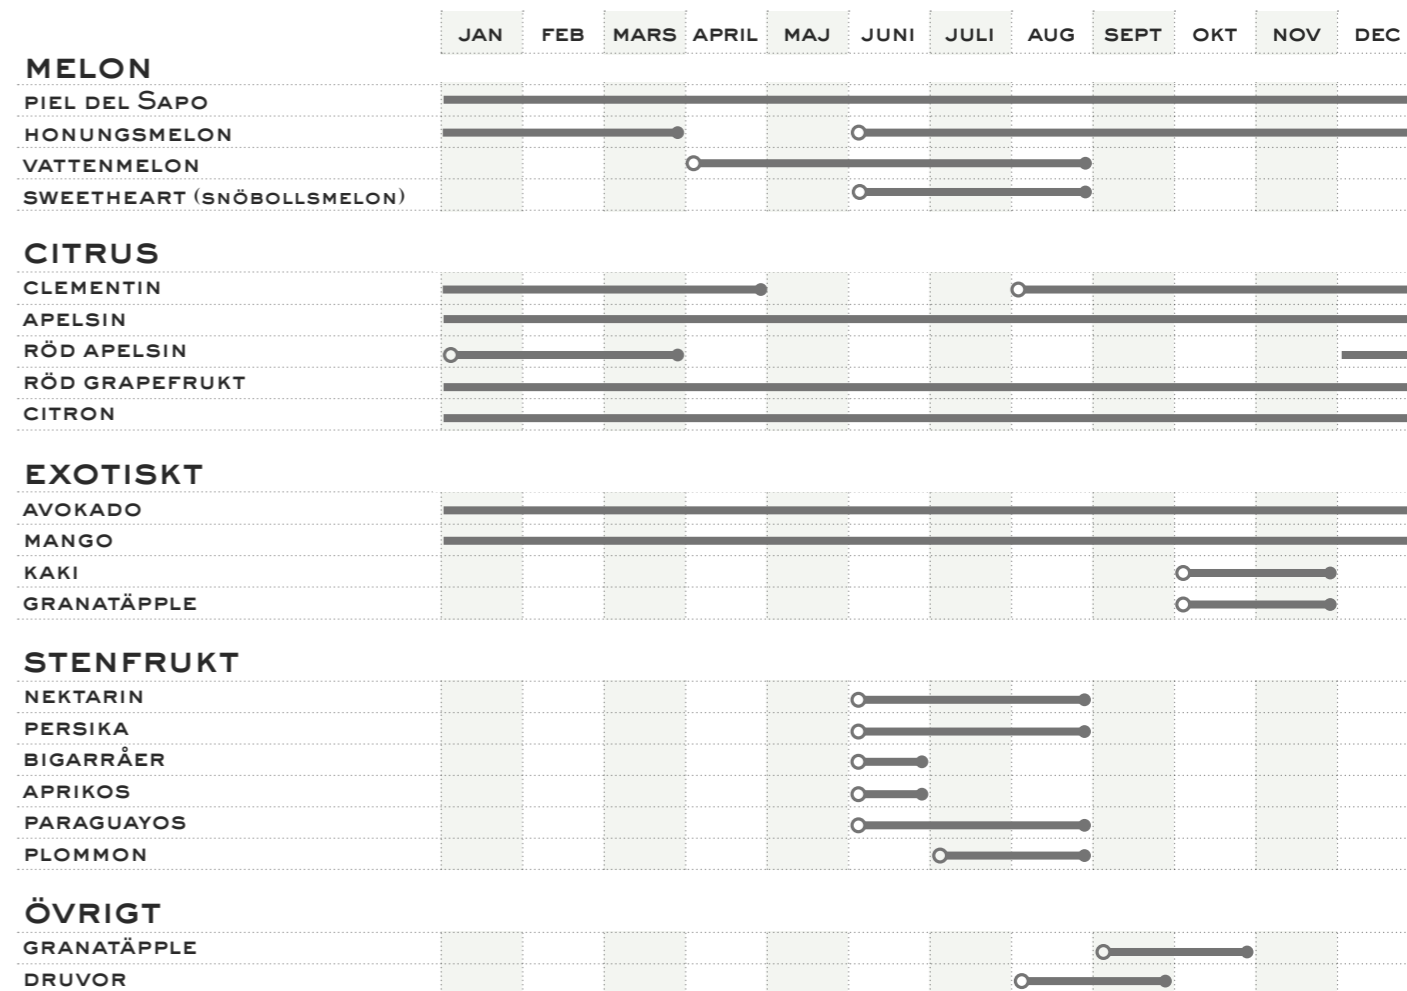 JAN FEB MARS APRIL MAJ JUNI JULI AUG SEPT OKT NOV DEC
MELON
PIEL DEL SAPO
HONUNGSMELON
VATTENMELON
SWEETHEART (SNÖBOLLSMELON)
CITRUS
CLEMENTIN
APELSIN
RÖD APELSIN
RÖD GRAPEFRUKT
CITRON
EXOTISKT
AVOKADO
MANGO
KAKI
GRANATÄPPLE
STENFRUKT
NEKTARIN
PERSIKA
BIGARRÅER
APRIKOS
PARAGUAYOS
PLOMMON
ÖVRIGT
GRANATÄPPLE
DRUVOR